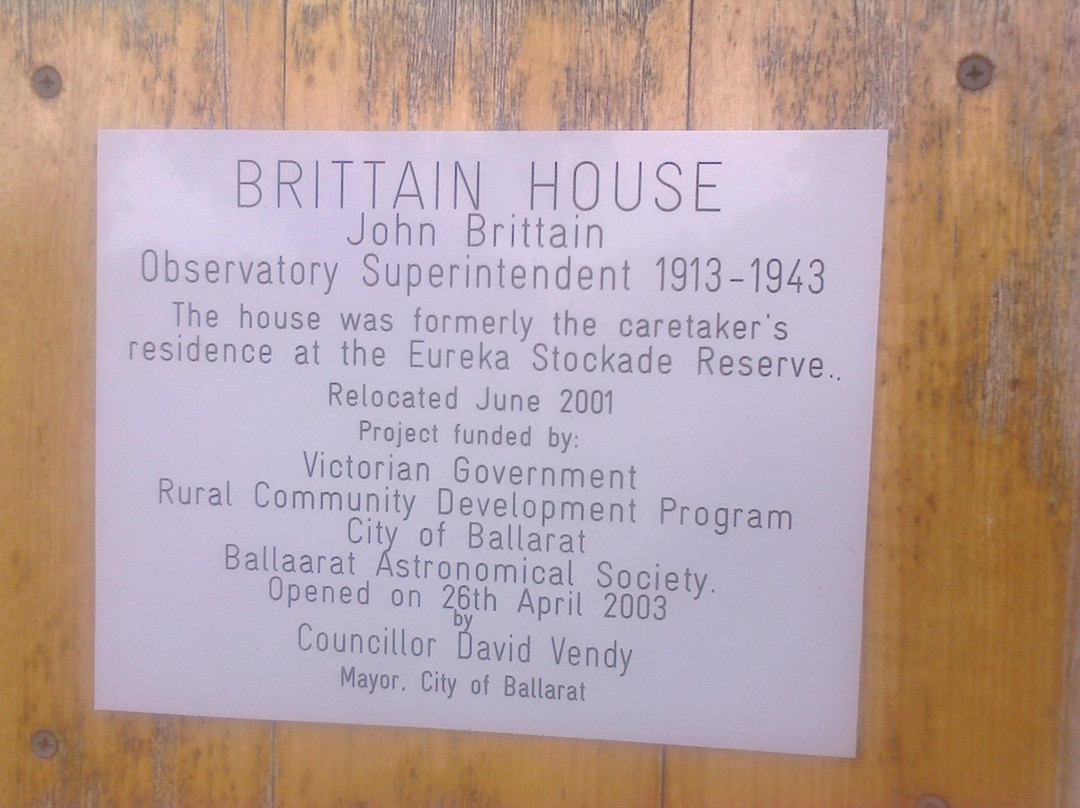 BRITTAIN HOUSE
John Brittain
Observatory Superintendent 1913-1943
The house was formerly the caretaker's
residence at the Eureka Stockade Reserve..
Relocated June 2001
Project funded by:
Victorian Government
Rural Community Development Program
City of Ballarat
Ballaarat Astronomical Society.
Opened on 26th April 2003
by
Councillor David Vendy
Mayor, City of Ballarat